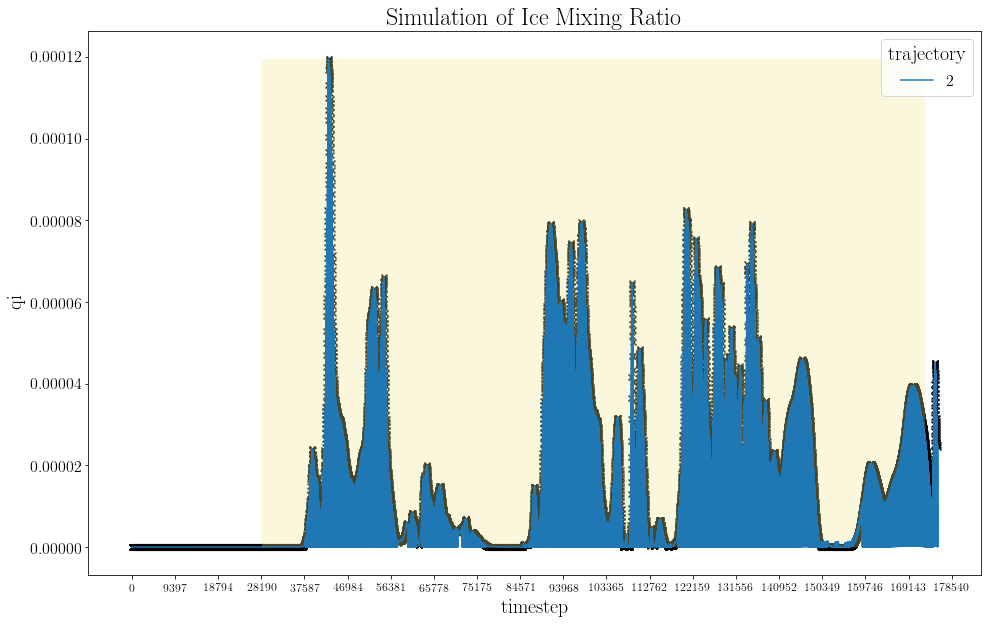 Simulation of Ice Mixing Ratio
trajectory
2
0.00012
0.00010
0.00008
0.00006
0.00004
0.00002
0.00000
qi
0 9397 18794 28190 37587 46984 56381 65778 75175 84571 93968 103365 112762 122159 131556 140952 150349 159746 169143 178540
timestep